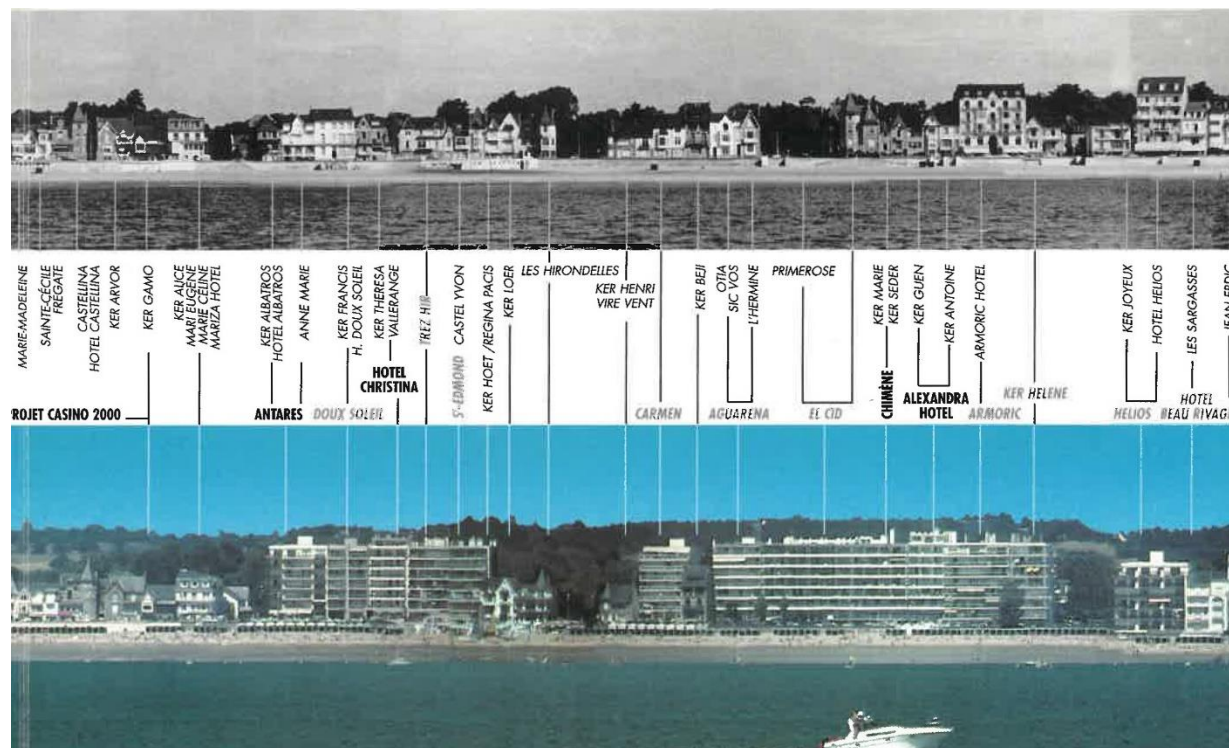 MARIE-MADELEINE
SAINTE-CÉCILE
FREGATE
CASTELLINA
HOTEL CASTELLINA
KER ARVOR
KER GAMO
KER ALICE
MARI EUGENE
MARIE CÉLINE
MARIZA HOTEL
KER ALBATROS
HOTEL ALBATROS
ANNE MARIE
KER FRANCIS
H. DOUX SOLEIL
KER THERESA
VALLERANGE
HOTEL
CHRISTINA
TREZ HIR
St-EDMOND
CASTEL YVON
KER HOET / REGINA PACIS
KER LOER
LES HIRONDELLES
KER HENRI
VIRE VENT
KER BEJI
OTIA
SIC VOS
L'HERMINE
PRIMEROSE
KER MARIE
KER SEDER
KER GUEN
KER ANTOINE
ARMORIC HOTEL
KER HELENE
KER JOYEUX
HOTEL HELIOS
LES SARGASSES
ROJET CASINO 2000
ANTARES
DOUX SOLEIL
CARMEN
AGUARENA
EL CID
CHIMÈNE
ALEXANDRA
HOTEL
ARMORIC
HELIOS
HOTEL
BEAU RIVAG